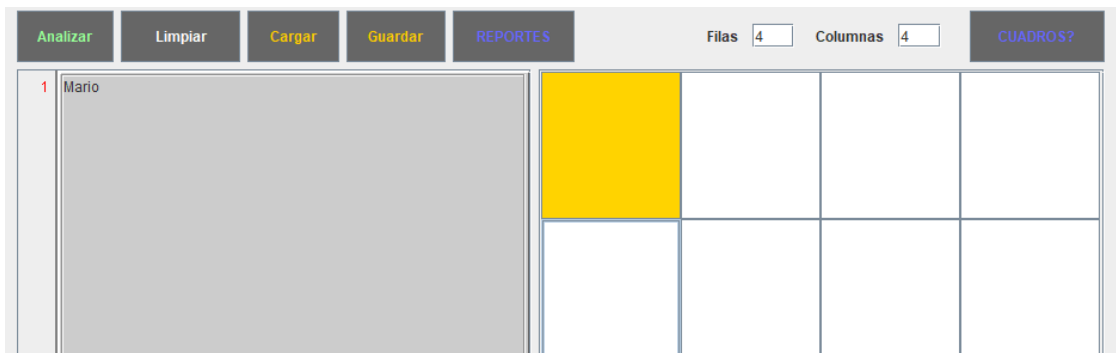 Analizar Limpiar Cargar Guardar REPORTES Filas 4 Columnas 4 CUADROS?
1 Mario